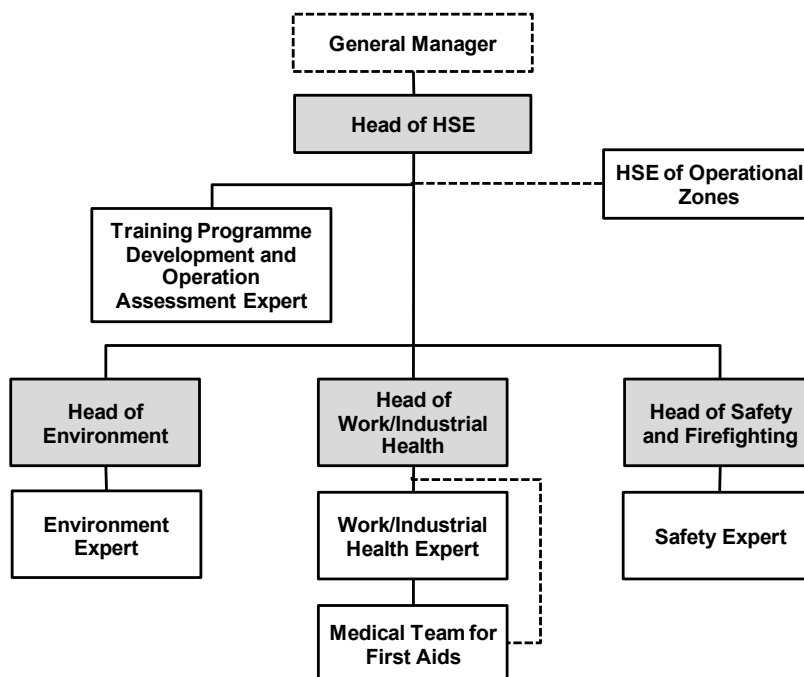 General Manager
Head of HSE
HSE of Operational
Zones
Training Programme
Development and
Operation
Assessment Expert
Head of
Environment
Head of
Work/Industrial
Health
Head of Safety
and Firefighting
Environment
Expert
Work/Industrial
Health Expert
Safety Expert
Medical Team for
First Aids